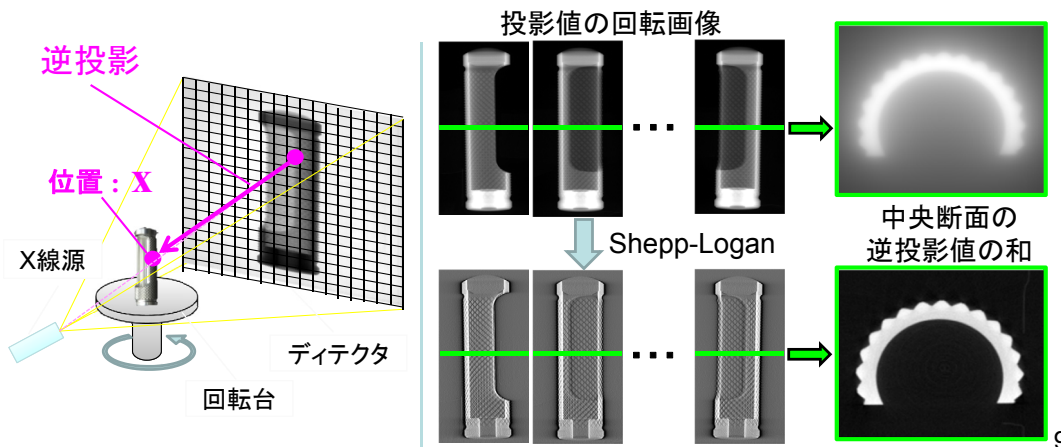 逆投影
位置：X
X線源
ディテクタ
回転台
投影値の回転画像
Shepp-Logan
中央断面の
逆投影値の和
9